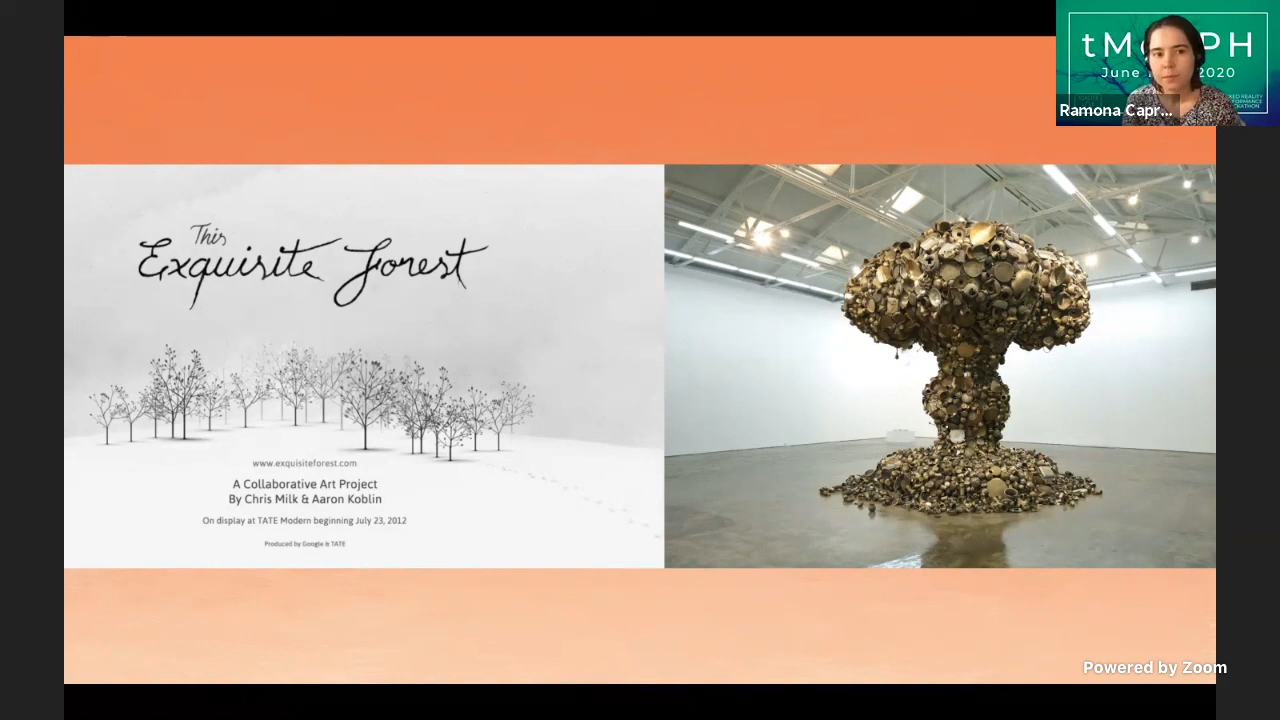 This
Exquisite Forest
www.exquisiteforest.com
A Collaborative Art Project
By Chris Milk & Aaron Koblin
On display at TATE Modern beginning July 23, 2012
Produced by Google & TATE
June
2020
Ramona Capr...
Powered by Zoom